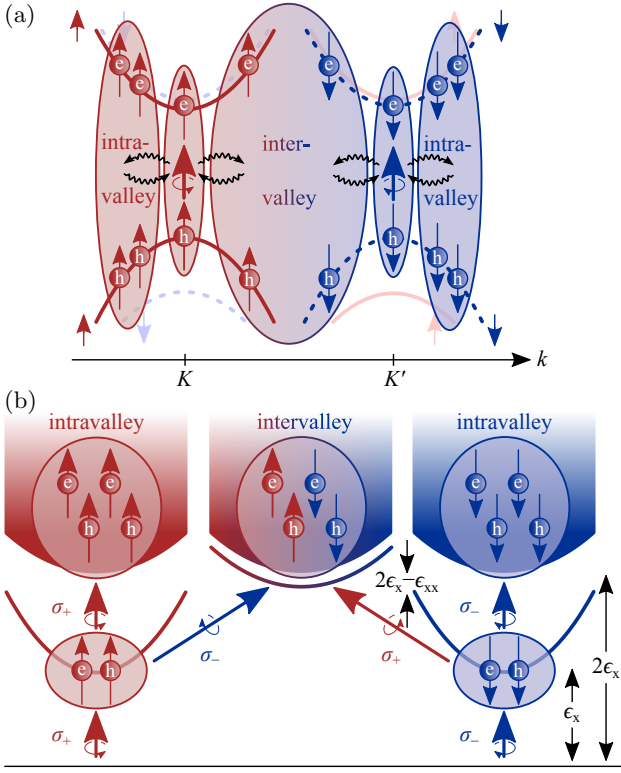 (a)
e e e e e e e e
intra- inter- intra-
valley valley valley
h h h h h h h h
K K′ k
(b)
intravalley intervalley intravalley
e e e e e e
h h h h h h
2ϵx−ϵxx
σ+ σ−
σ− σ+ 2ϵx
e h e h
ϵx
σ+ σ−